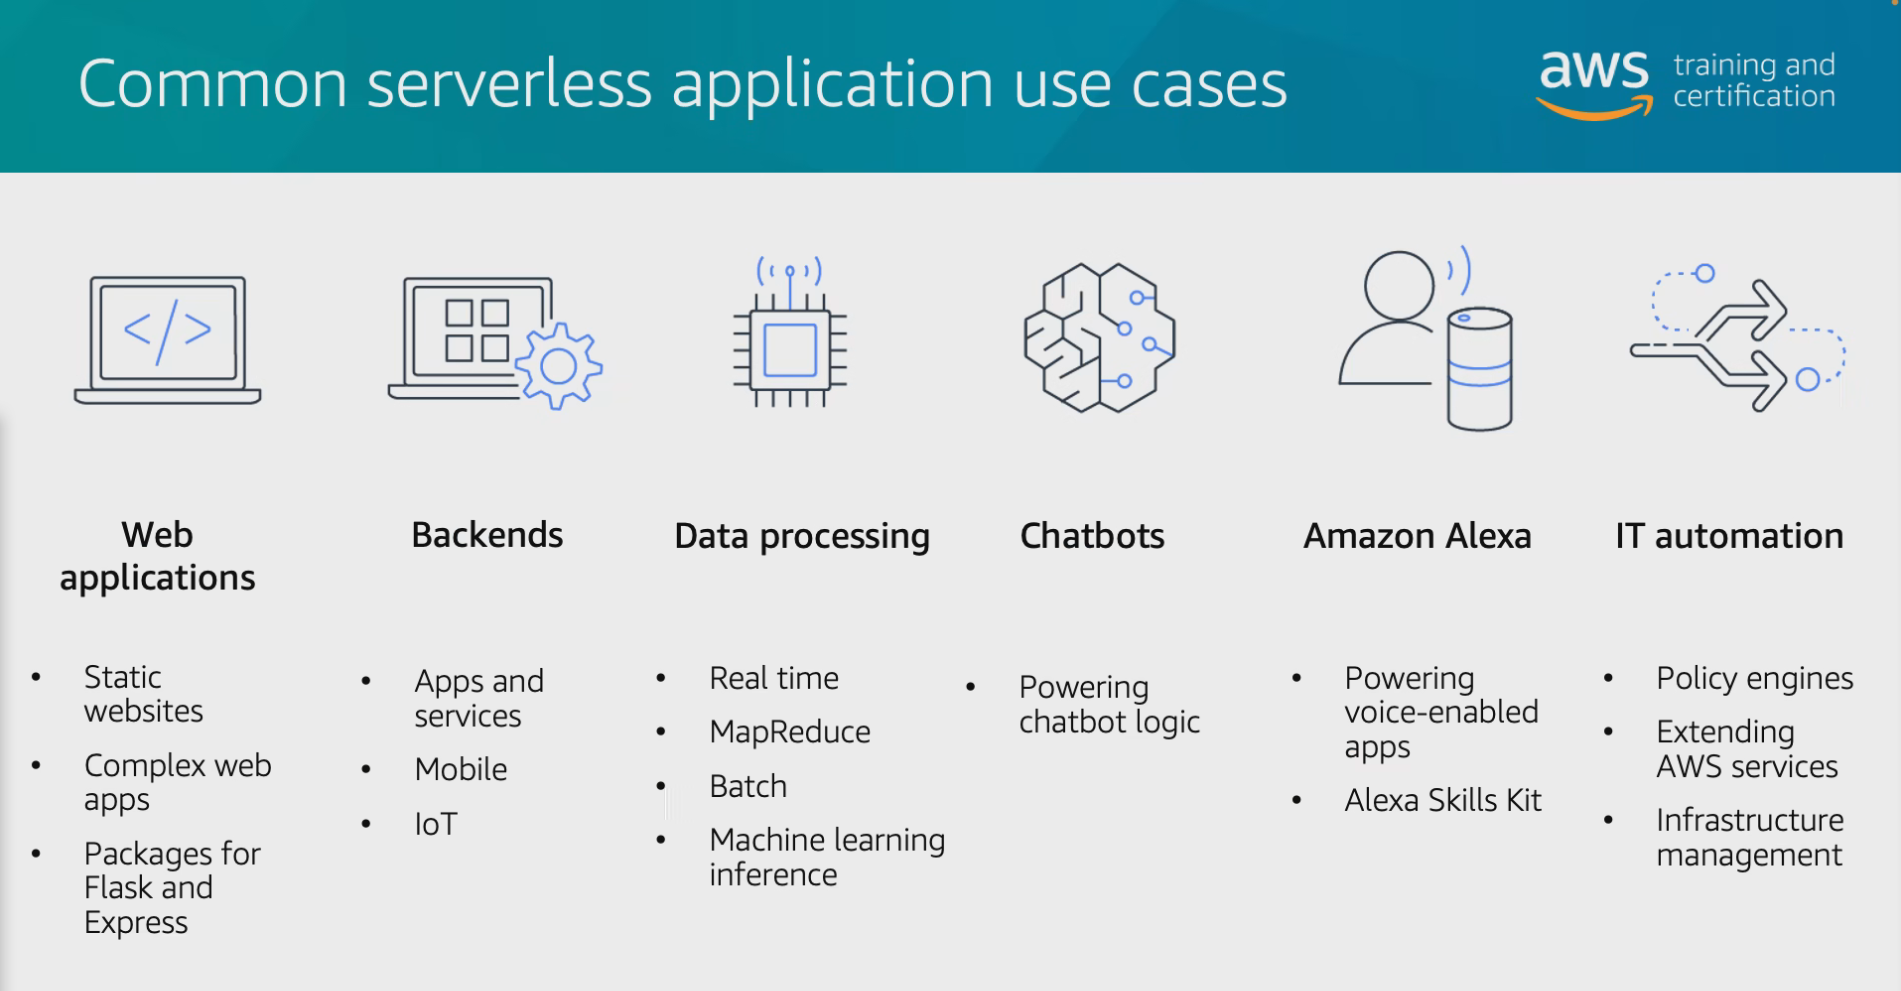 Common serverless application use cases
aws
training and
certification
</>
Web
applications
• Static
websites
• Complex web
apps
• Packages for
Flask and
Express
Backends
• Apps and
services
• Mobile
• IoT
Data processing
• Real time
• MapReduce
• Batch
• Machine learning
inference
Chatbots
• Powering
chatbot logic
Amazon Alexa
• Powering
voice-enabled
apps
• Alexa Skills Kit
IT automation
• Policy engines
• Extending
AWS services
• Infrastructure
management